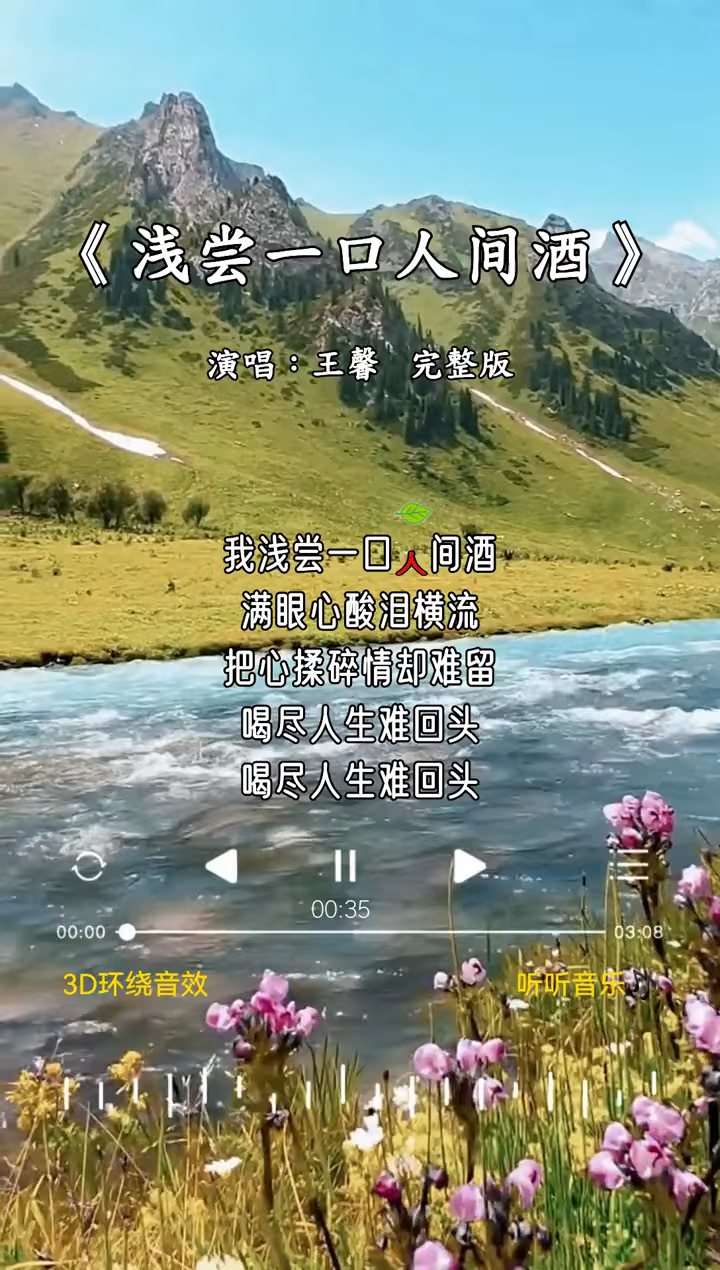 《浅尝一口人间酒》
演唱：王馨 完整版
我浅尝一口人间酒
满眼心酸泪横流
把心揉碎情却难留
喝尽人生难回头
喝尽人生难回头
00:35
00:00 03:08
3D环绕音效 听听音乐